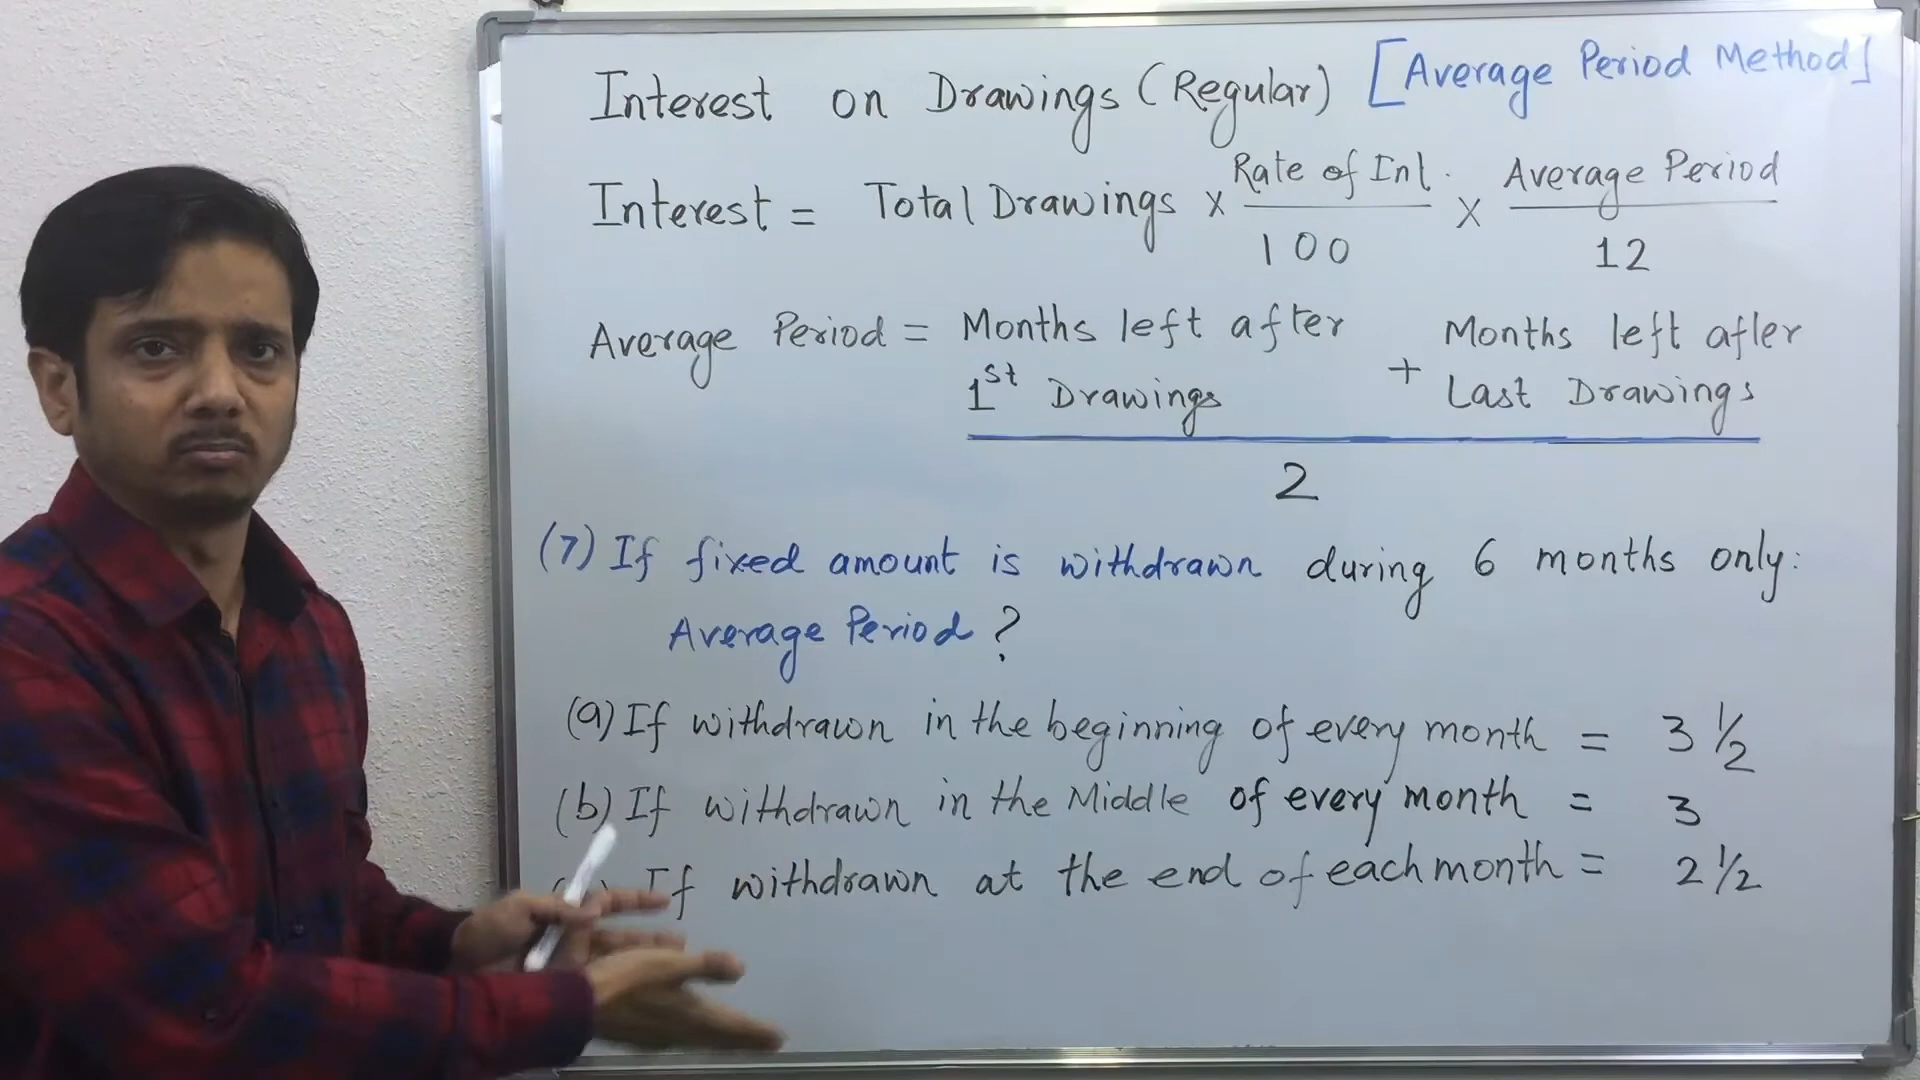 Interest on Drawings (Regular) [Average Period Method]
Interest = Total Drawings x Rate of Int. / 100 x Average Period / 12
Average Period = Months left after 1st Drawings + Months left after Last Drawings / 2
(7) If fixed amount is withdrawn during 6 months only:
Average Period ?
(a) If withdrawn in the beginning of every month = 3 1/2
(b) If withdrawn in the Middle of every month = 3
If withdrawn at the end of each month = 2 1/2